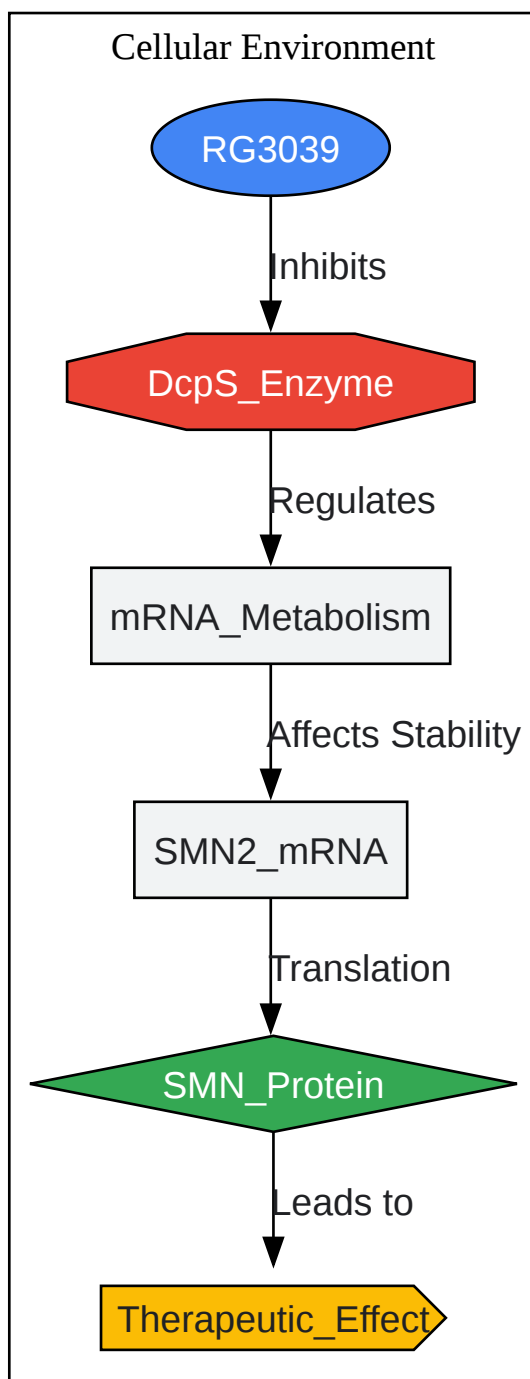 Cellular Environment
RG3039
Inhibits
DcpS_Enzyme
Regulates
mRNA_Metabolism
Affects Stability
SMN2_mRNA
Translation
SMN_Protein
Leads to
Therapeutic_Effect